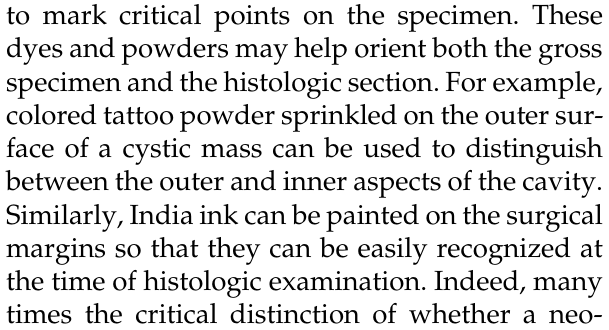 to mark critical points on the specimen. These
dyes and powders may help orient both the gross
specimen and the histologic section. For example,
colored tattoo powder sprinkled on the outer sur-
face of a cystic mass can be used to distinguish
between the outer and inner aspects of the cavity.
Similarly, India ink can be painted on the surgical
margins so that they can be easily recognized at
the time of histologic examination. Indeed, many
times the critical distinction of whether a neo-